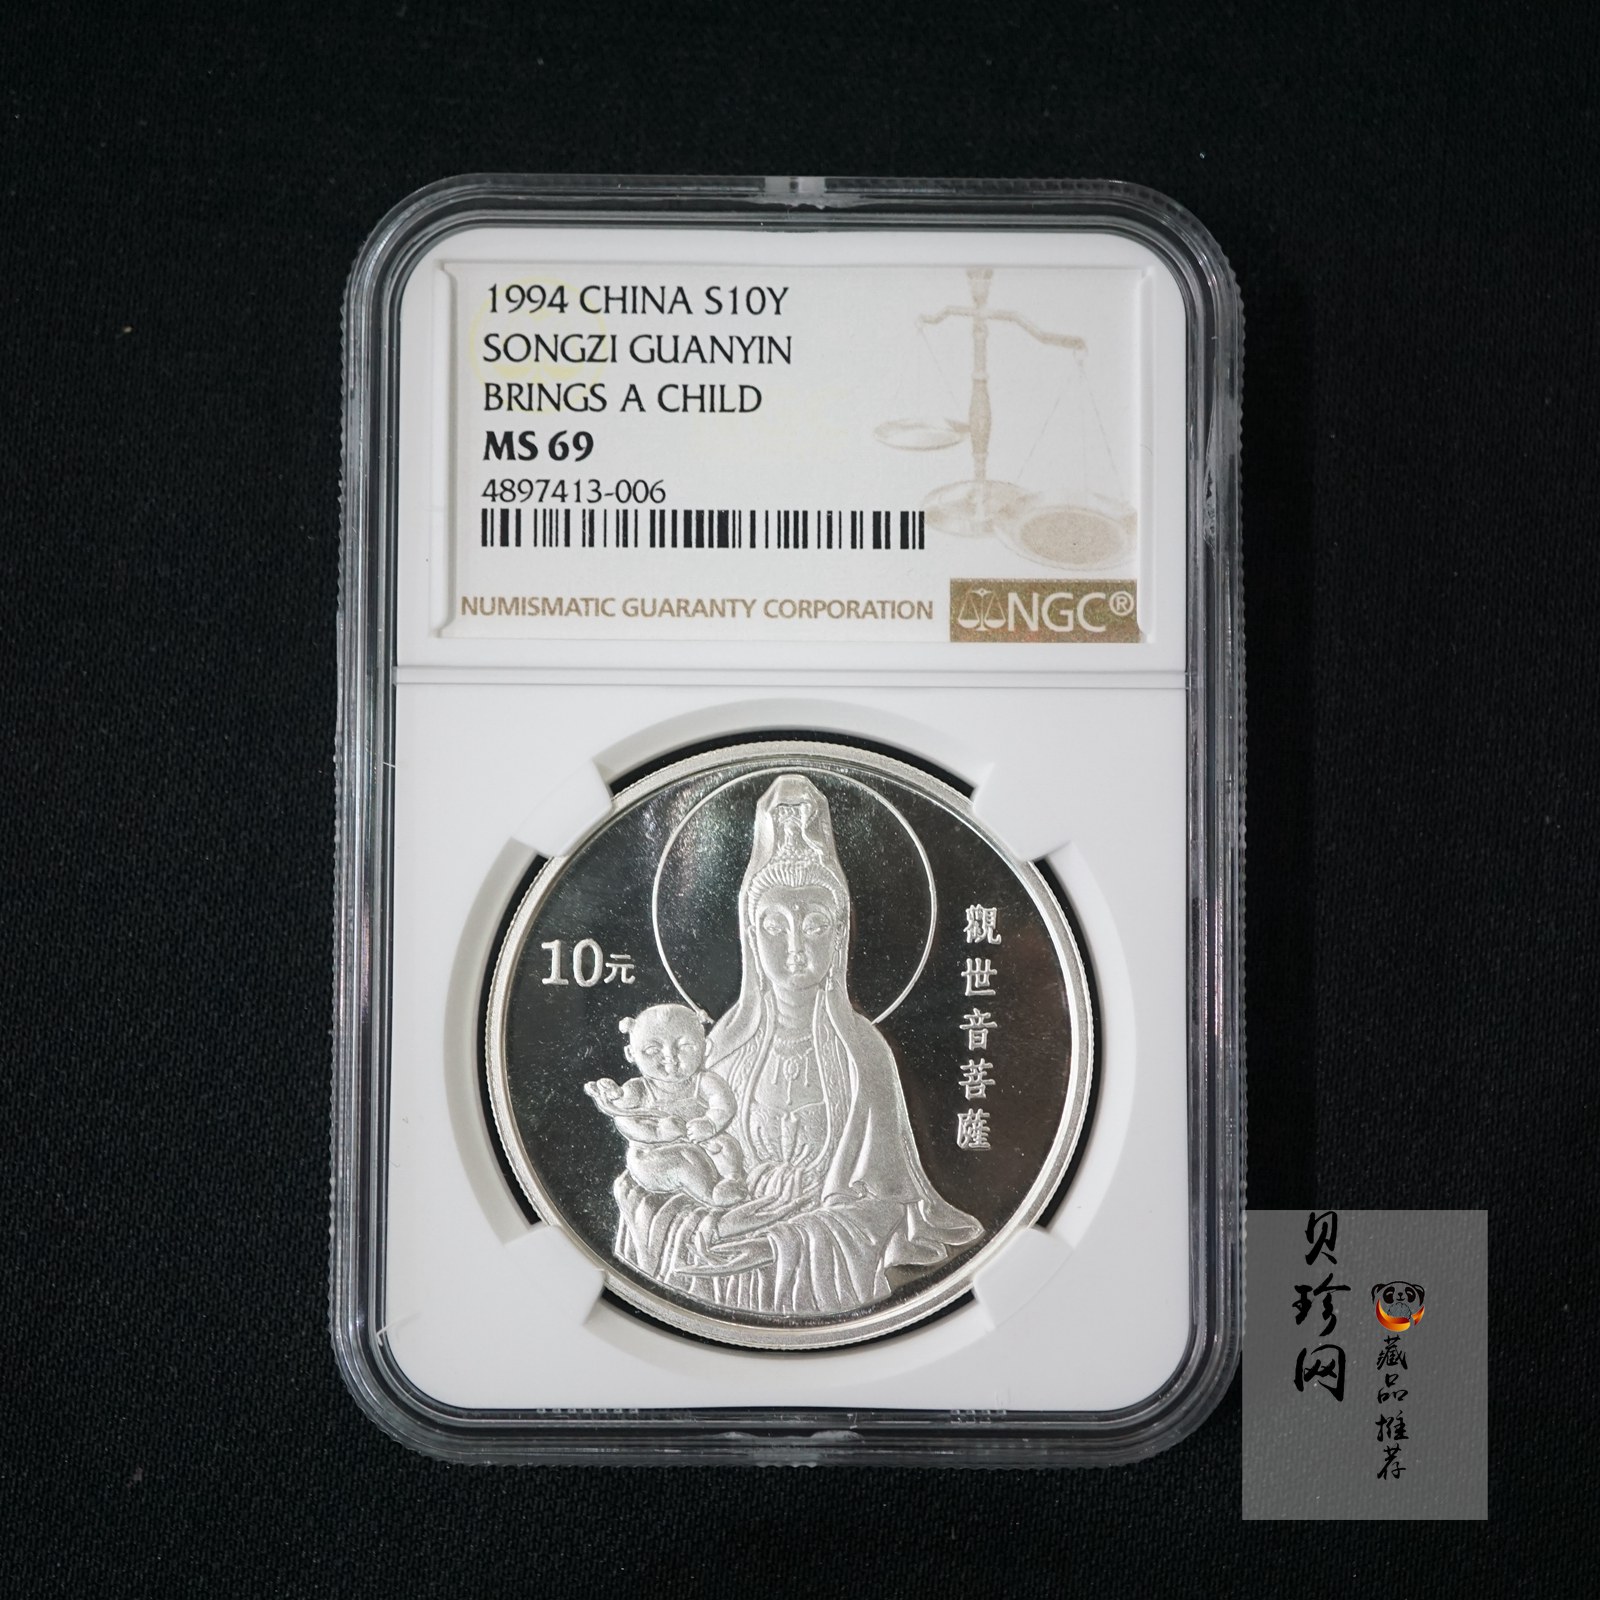 1994 CHINA S10Y
SONGZI GUANYIN
BRINGS A CHILD
MS 69
4897413-006
NUMISMATIC GUARANTY CORPORATION
NGC®
10元
觀世音菩薩
贝珍网
藏品推荐